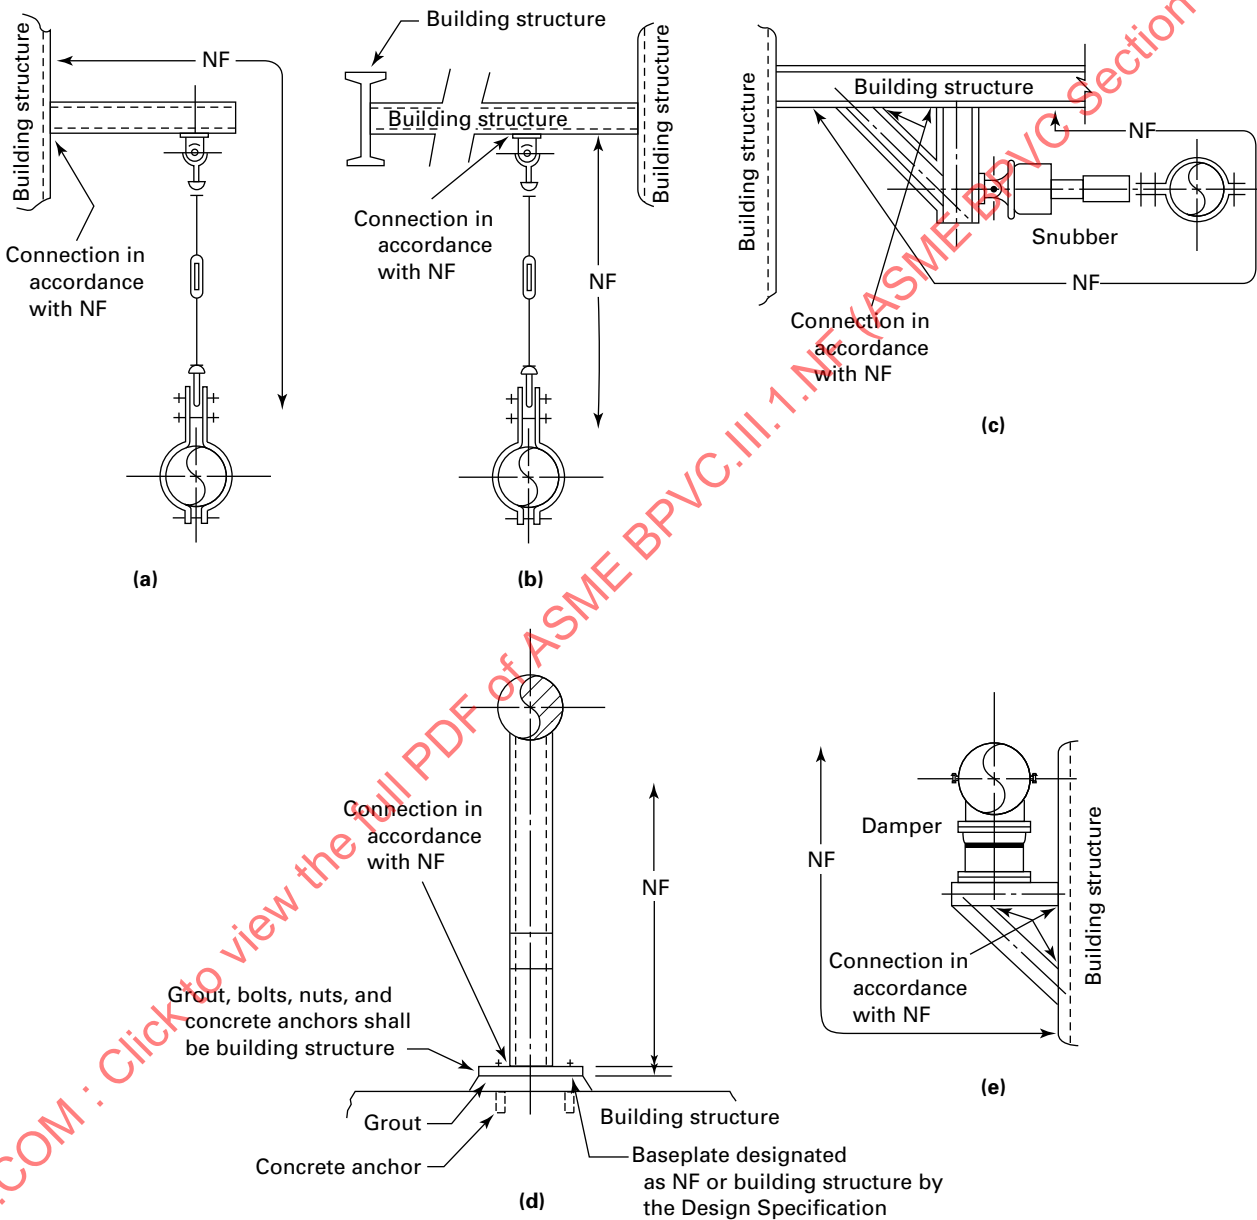 Building structure
NF
Connection in
accordance
with NF
(a)
Building structure
Building structure
Building structure
Connection in
accordance
with NF
NF
(b)
Building structure
Building structure
NF
Snubber
NF
Connection in
accordance
with NF
(c)
Connection in
accordance
with NF
NF
Grout, bolts, nuts, and
concrete anchors shall
be building structure
Grout
Concrete anchor
Building structure
Baseplate designated
as NF or building structure by
the Design Specification
(d)
NF
Damper
Building structure
Connection in
accordance
with NF
(e)
.COM : Click to view the full PDF of ASME BPVC.III.1.NF (ASME BPVC Section